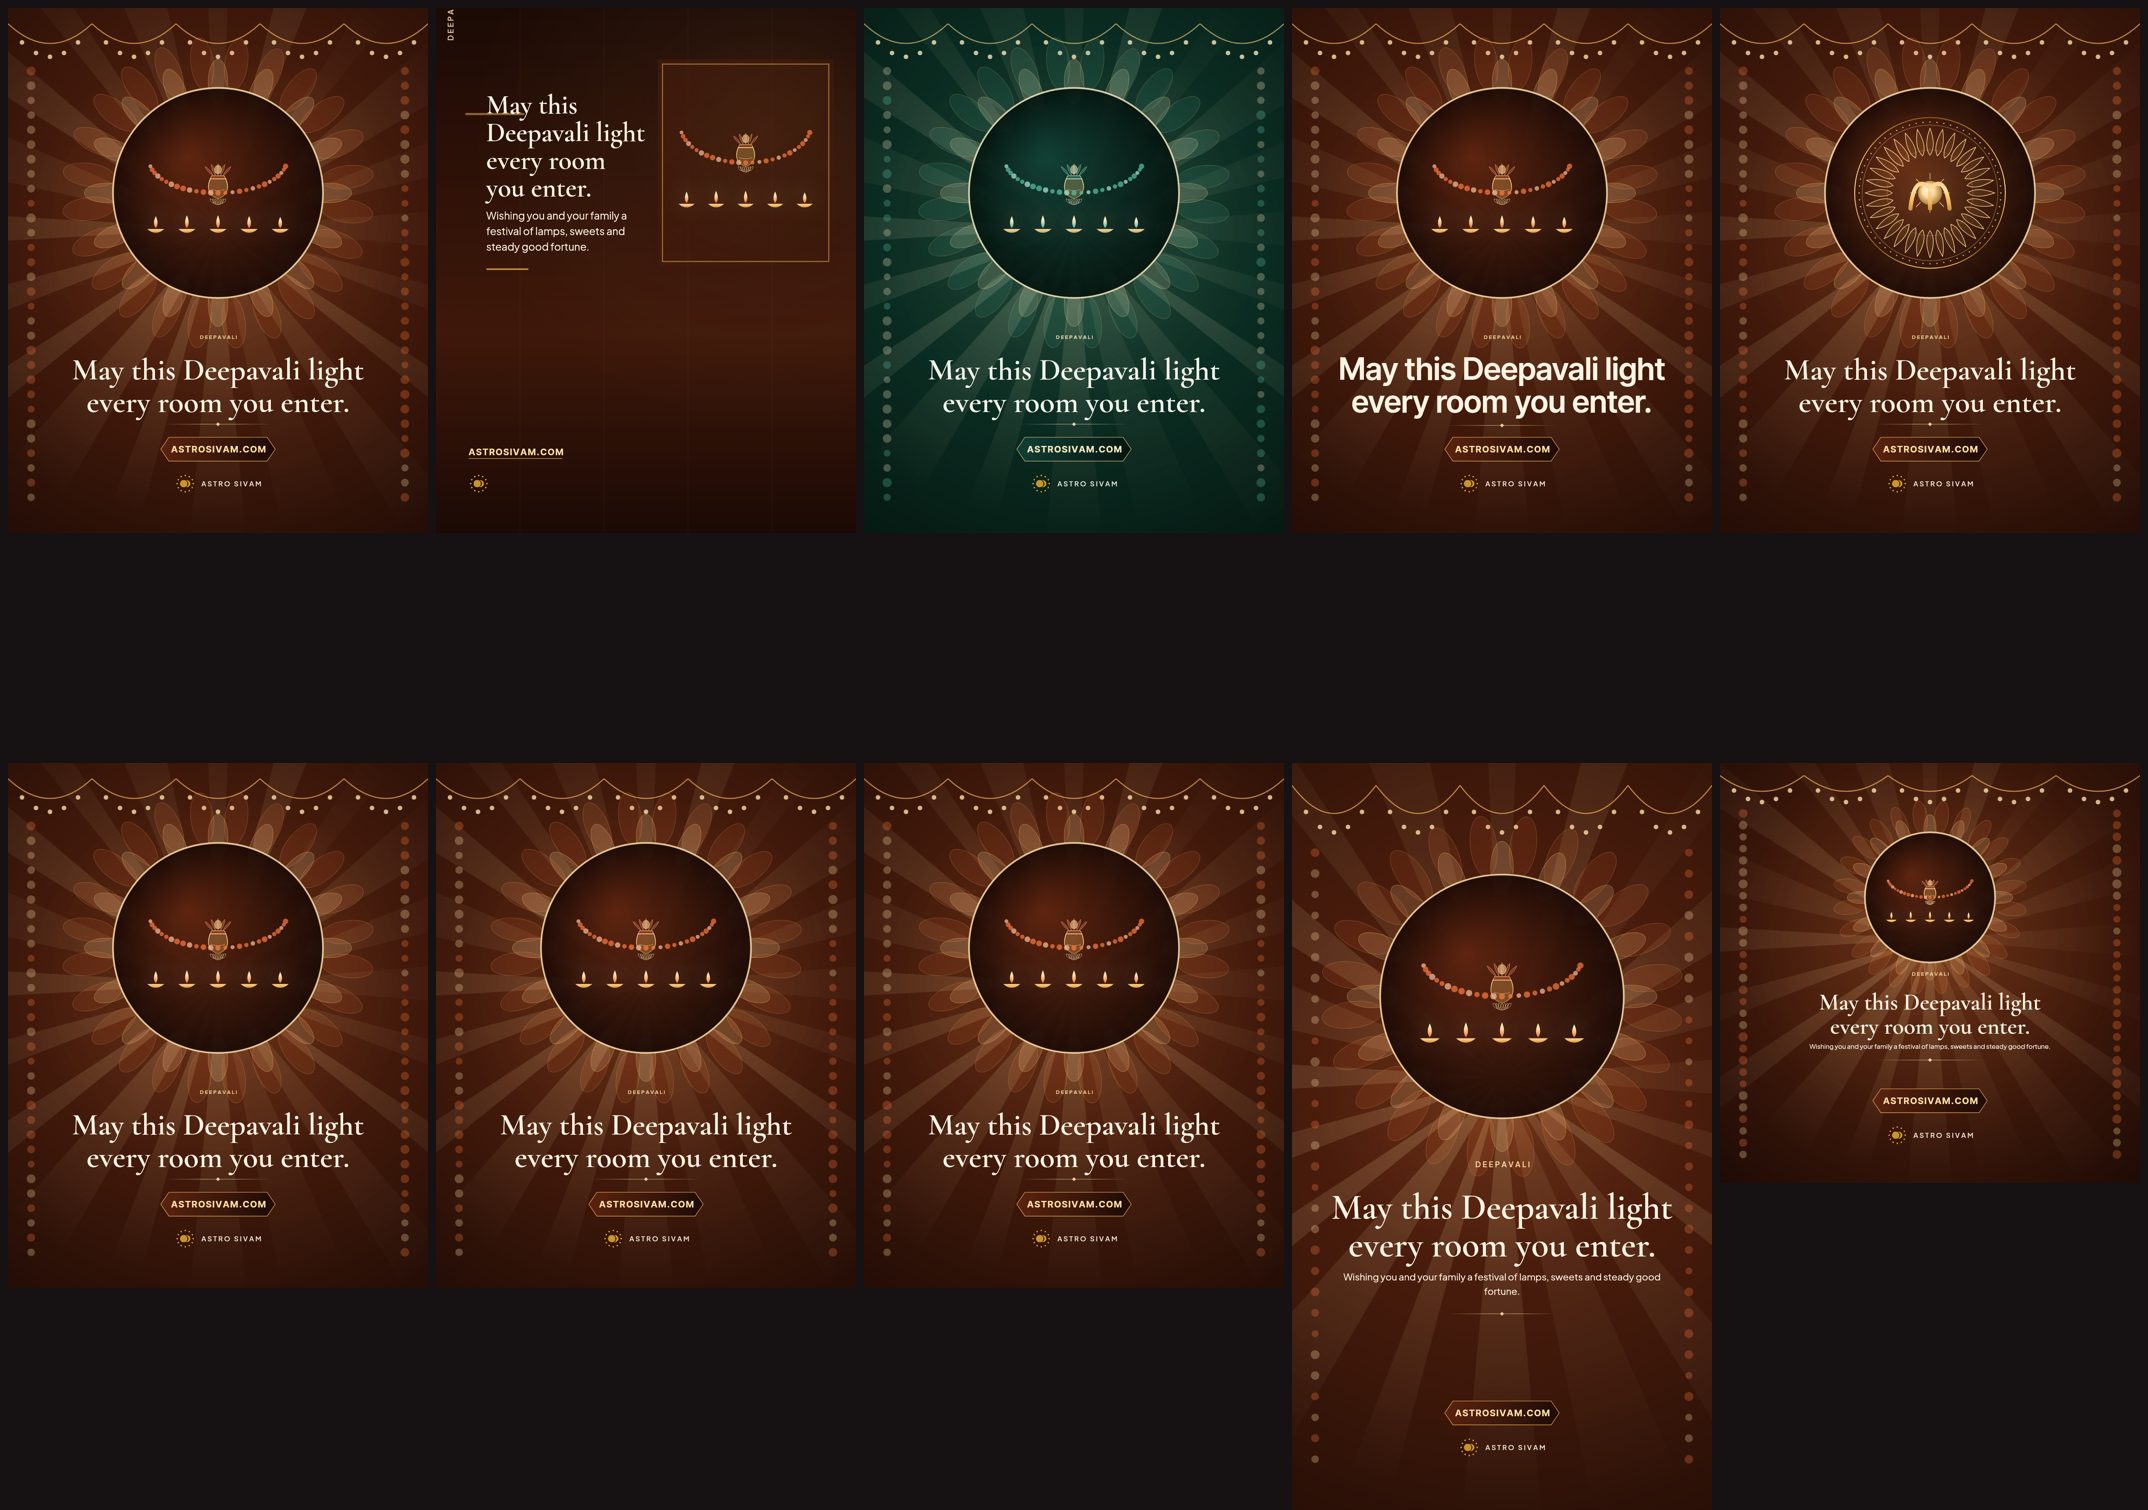 DEEPAVALI
May this Deepavali light
every room you enter.
ASTROSIVAM.COM
ASTRO SIVAM
DEEPA
May this
Deepavali light
every room
you enter.
Wishing you and your family a
festival of lamps, sweets and
steady good fortune.
ASTROSIVAM.COM
DEEPAVALI
May this Deepavali light
every room you enter.
ASTROSIVAM.COM
ASTRO SIVAM
DEEPAVALI
May this Deepavali light
every room you enter.
ASTROSIVAM.COM
ASTRO SIVAM
DEEPAVALI
May this Deepavali light
every room you enter.
ASTROSIVAM.COM
ASTRO SIVAM
DEEPAVALI
May this Deepavali light
every room you enter.
ASTROSIVAM.COM
ASTRO SIVAM
DEEPAVALI
May this Deepavali light
every room you enter.
ASTROSIVAM.COM
ASTRO SIVAM
DEEPAVALI
May this Deepavali light
every room you enter.
ASTROSIVAM.COM
ASTRO SIVAM
DEEPAVALI
May this Deepavali light
every room you enter.
Wishing you and your family a festival of lamps, sweets and steady good
fortune.
ASTROSIVAM.COM
ASTRO SIVAM
DEEPAVALI
May this Deepavali light
every room you enter.
Wishing you and your family a festival of lamps, sweets and steady good fortune.
ASTROSIVAM.COM
ASTRO SIVAM